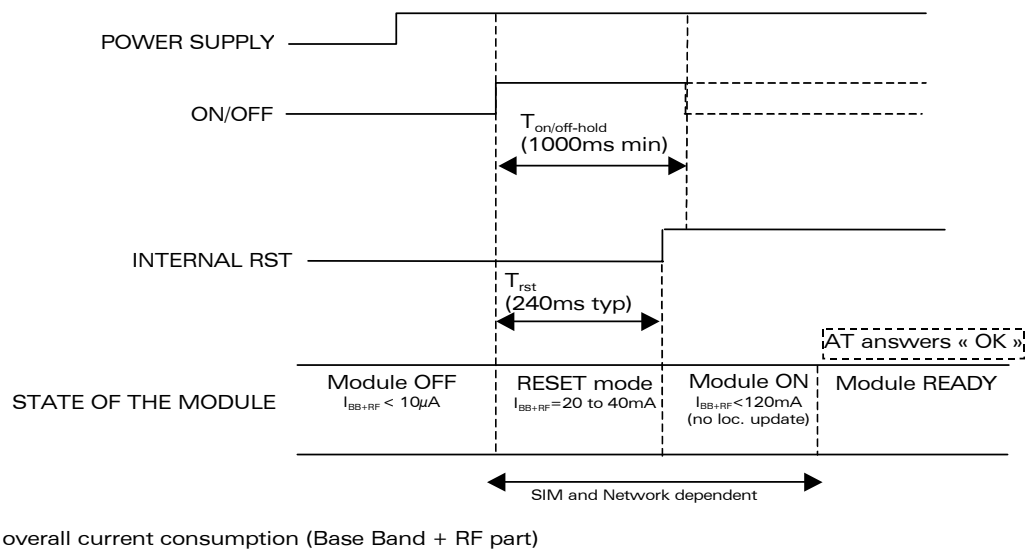 POWER SUPPLY
ON/OFF
Ton/off-hold
(1000ms min)
INTERNAL RST
Trst
(240ms typ)
AT answers « OK »
STATE OF THE MODULE
Module OFF
IBB+RF < 10µA
RESET mode
IBB+RF=20 to 40mA
Module ON
IBB+RF<120mA
(no loc. update)
Module READY
SIM and Network dependent
overall current consumption (Base Band + RF part)